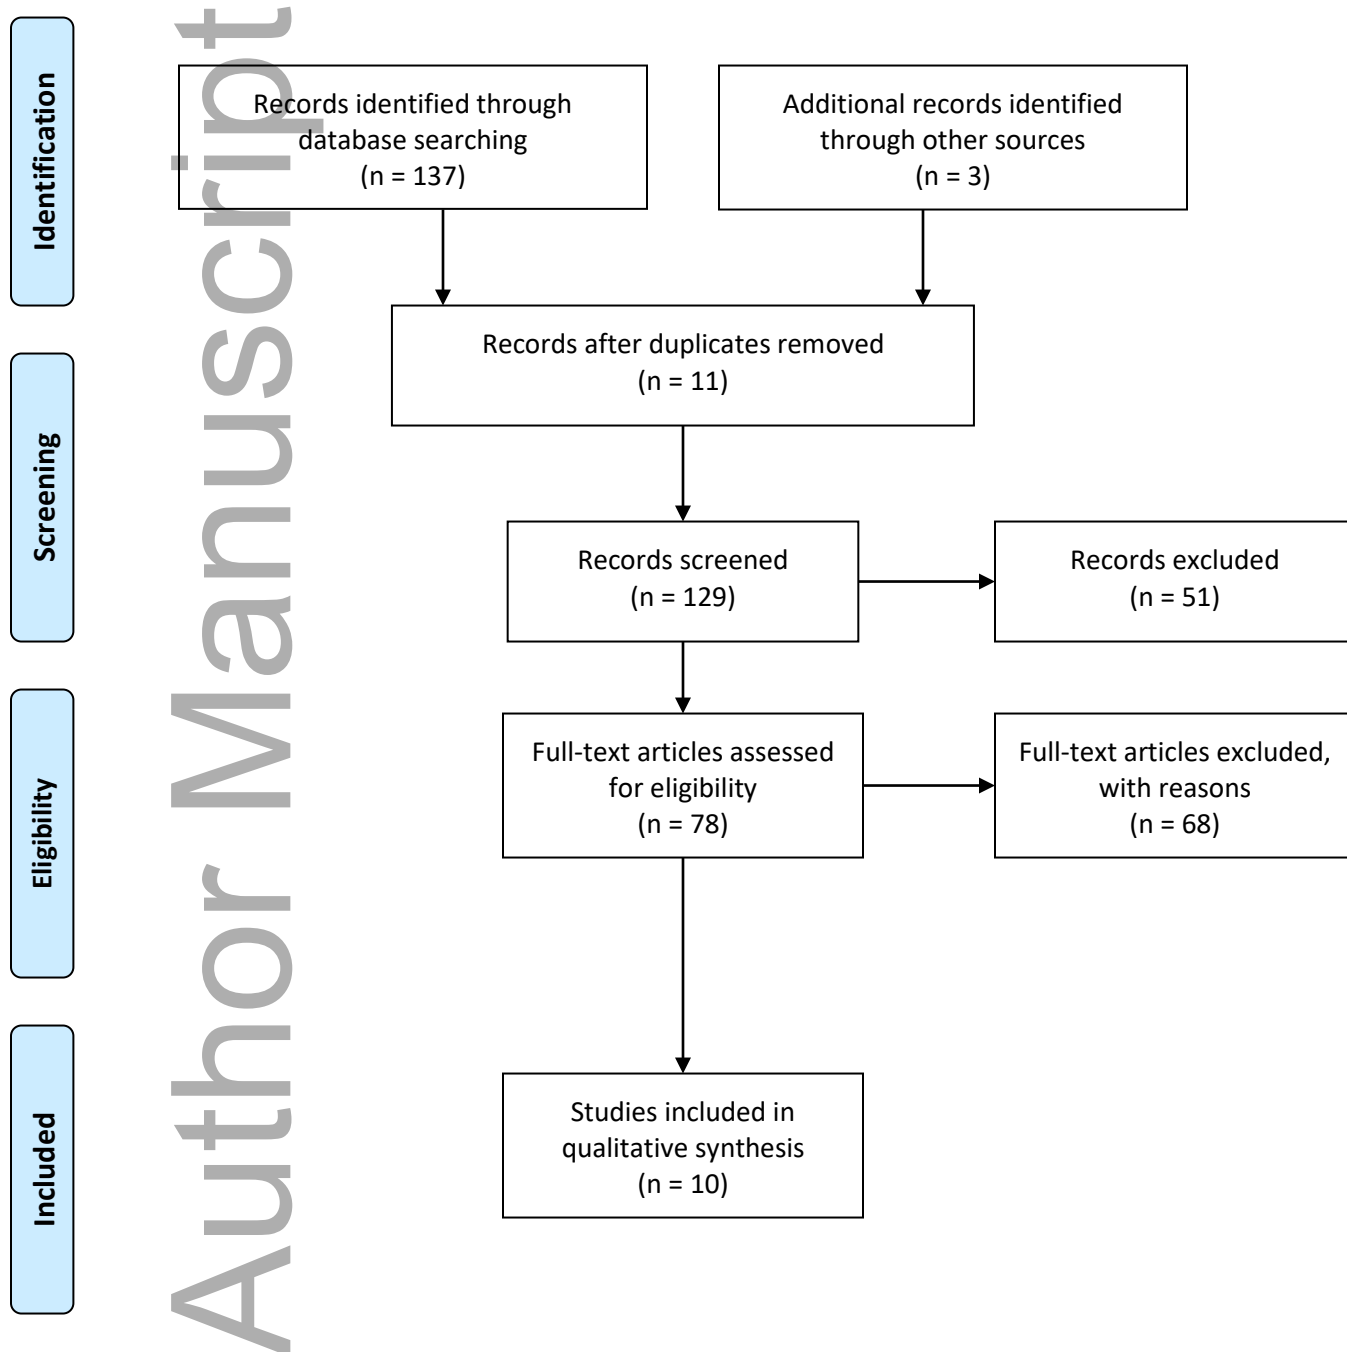 Identification
Records identified through
database searching
(n = 137)
Additional records identified
through other sources
(n = 3)
Records after duplicates removed
(n = 11)
Screening
Records screened
(n = 129)
Records excluded
(n = 51)
Eligibility
Full-text articles assessed
for eligibility
(n = 78)
Full-text articles excluded,
with reasons
(n = 68)
Included
Studies included in
qualitative synthesis
(n = 10)
Author Manuscript